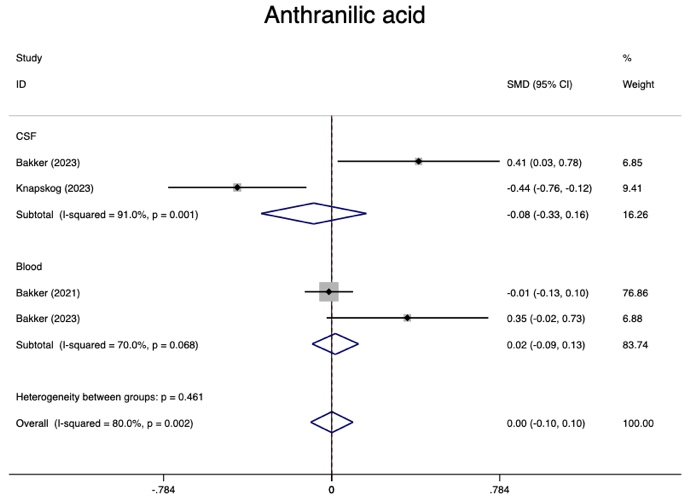 Anthranilic acid
Study %
ID SMD (95% CI) Weight
CSF
Bakker (2023) 0.41 (0.03, 0.78) 6.85
Knapskog (2023) -0.44 (-0.76, -0.12) 9.41
Subtotal (I-squared = 91.0%, p = 0.001) -0.08 (-0.33, 0.16) 16.26
Blood
Bakker (2021) -0.01 (-0.13, 0.10) 76.86
Bakker (2023) 0.35 (-0.02, 0.73) 6.88
Subtotal (I-squared = 70.0%, p = 0.068) 0.02 (-0.09, 0.13) 83.74
Heterogeneity between groups: p = 0.461
Overall (I-squared = 80.0%, p = 0.002) 0.00 (-0.10, 0.10) 100.00
-.784 0 .784